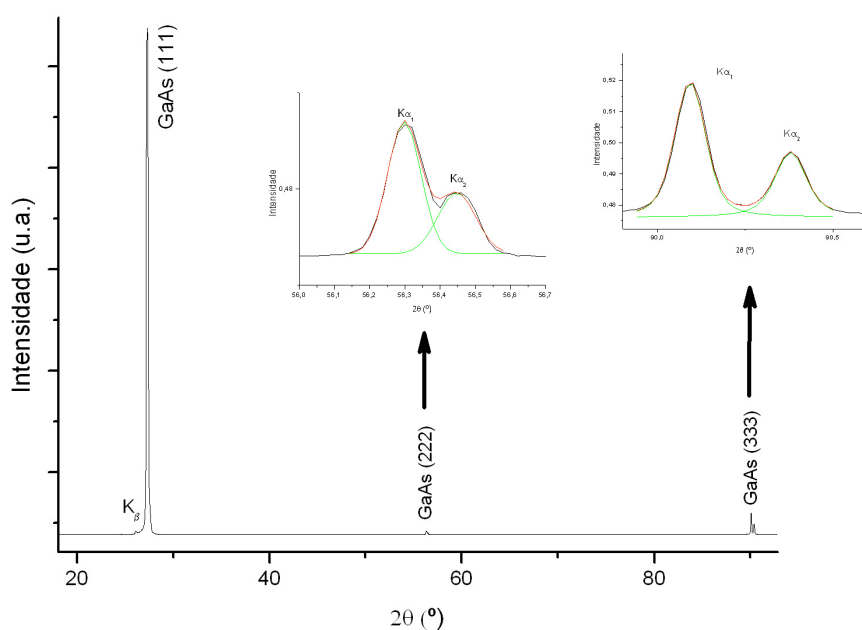 Intensidade (u.a.)
2θ (º)
20
40
60
80
Kβ
GaAs (111)
GaAs (222)
GaAs (333)
Intensidade
0,48
Kα1
Kα2
56,0
56,1
56,2
56,3
56,4
56,5
56,6
56,7
2θ (º)
Intensidade
0,52
0,51
0,50
0,49
0,48
Kα1
Kα2
90,0
90,5
2θ (º)